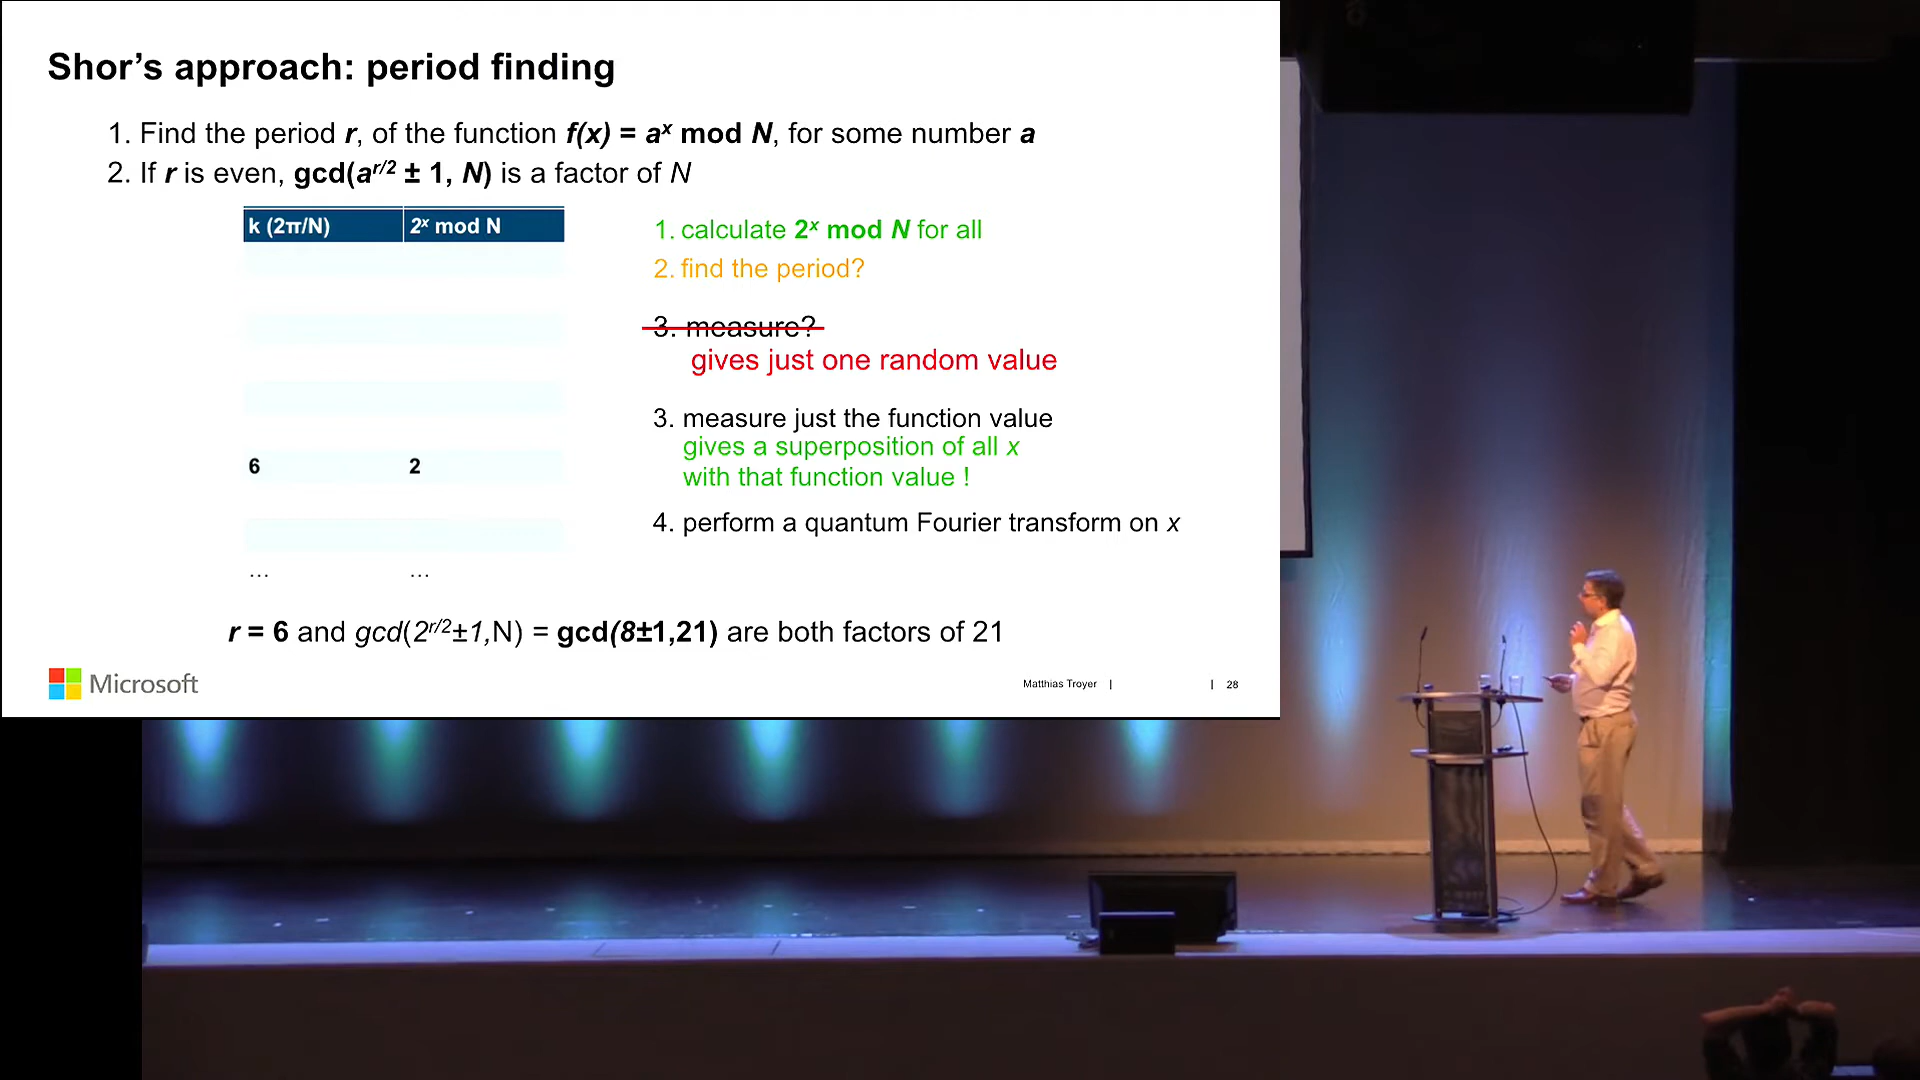 Shor’s approach: period finding
1. Find the period r, of the function f(x) = aˣ mod N, for some number a
2. If r is even, gcd(a^{r/2} ± 1, N) is a factor of N
k (2π/N) 2ˣ mod N
1. calculate 2ˣ mod N for all
2. find the period?
3. measure?
gives just one random value
3. measure just the function value
gives a superposition of all x
with that function value !
6 2
4. perform a quantum Fourier transform on x
... ...
r = 6 and gcd(2^{r/2}±1,N) = gcd(8±1,21) are both factors of 21
Microsoft
Matthias Troyer | | 28